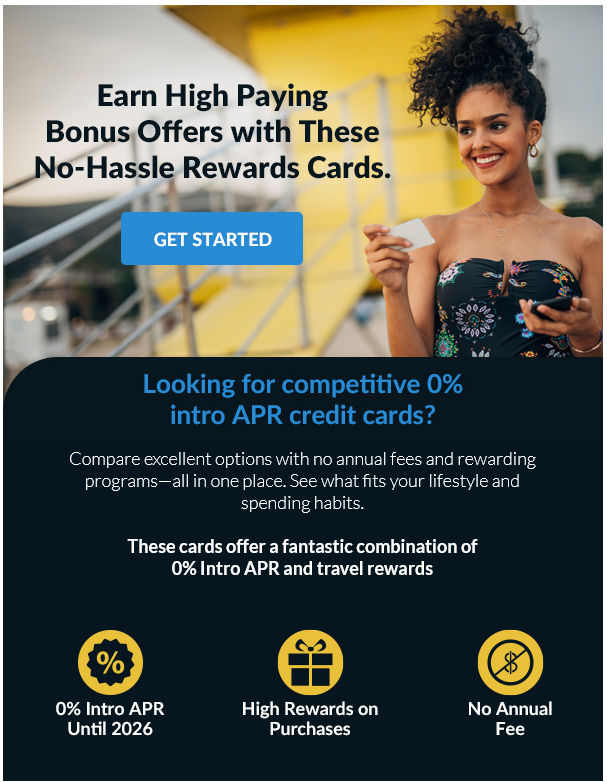 Earn High Paying
Bonus Offers with These
No-Hassle Rewards Cards.
GET STARTED
Looking for competitive 0%
intro APR credit cards?
Compare excellent options with no annual fees and rewarding
programs—all in one place. See what fits your lifestyle and
spending habits.
These cards offer a fantastic combination of
0% Intro APR and travel rewards
%
$
0% Intro APR
Until 2026
High Rewards on
Purchases
No Annual
Fee